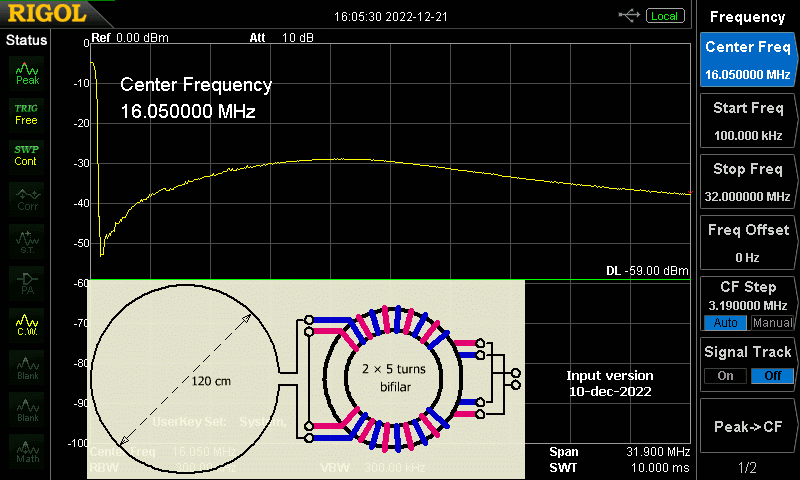 RIGOL
16:05:30 2022-12-21
Local
Frequency
Status
Ref 0.00 dBm
Att 10 dB
Peak
TRIG
Free
SWP
Cont
Corr
S.T.
PA
C.W.
Blank
Blank
Math
0
-10
-20
-30
-40
-50
-60
-70
-80
-90
-100
Center Frequency
16.050000 MHz
DL -59.00 dBm
120 cm
2 × 5 turns
bifilar
Input version
10-dec-2022
UserKey Set: System,
Center Freq 16.050 MHz
RBW 300.00 kHz
VBW 300.00 kHz
Span 31.900 MHz
SWT 10.000 ms
Center Freq
16.050000 MHz
Start Freq
100.000 kHz
Stop Freq
32.000000 MHz
Freq Offset
0 Hz
CF Step
3.190000 MHz
Auto Manual
Signal Track
On Off
Peak->CF
1/2